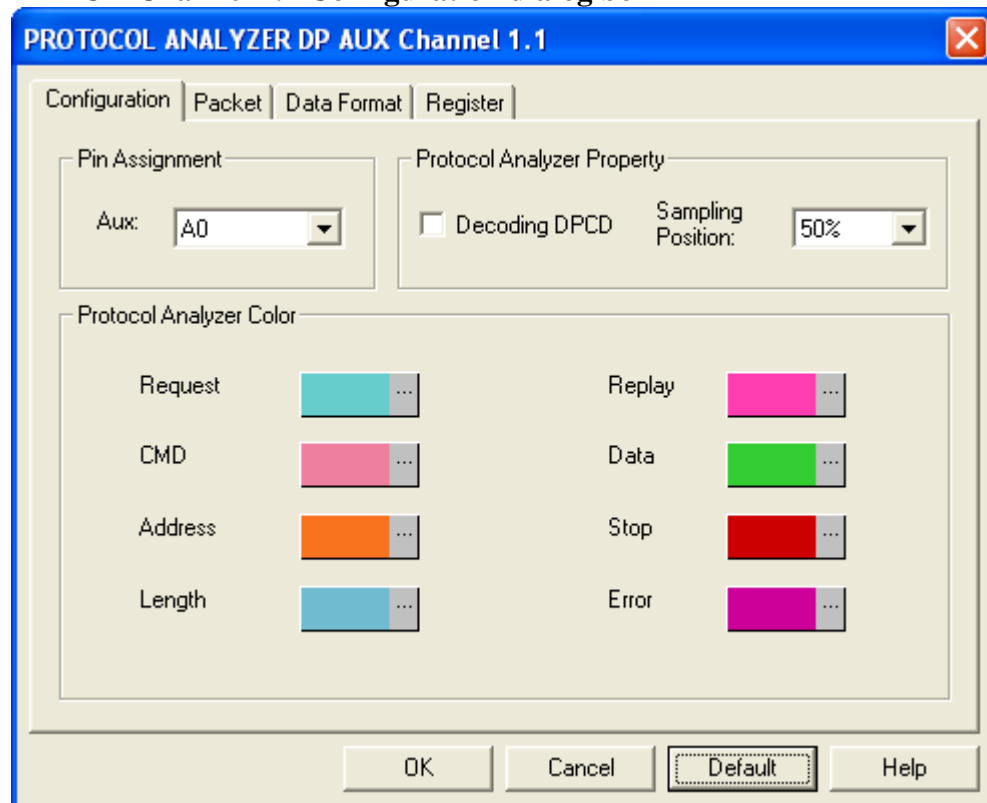 PROTOCOL ANALYZER DP AUX Channel 1.1
Configuration Packet Data Format Register
Pin Assignment
Aux: A0
Protocol Analyzer Property
Decoding DPCD
Sampling
Position: 50%
Protocol Analyzer Color
Request ... Replay ...
CMD ... Data ...
Address ... Stop ...
Length ... Error ...
OK Cancel Default Help